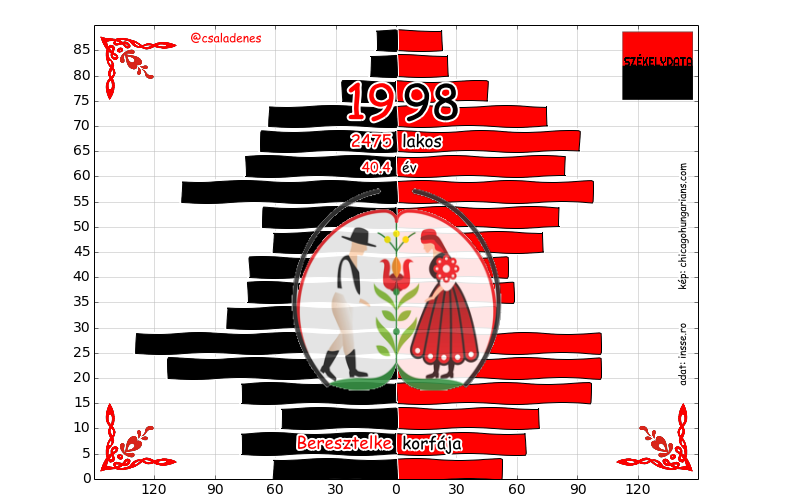 @csaladenes
SZÉKELYDATA
1998
2475 lakos
40.4 év
kép: chicagohungarians.com
adat: insse.ro
Beresztelke korfája
85
80
75
70
65
60
55
50
45
40
35
30
25
20
15
10
5
0
120 90 60 30 0 30 60 90 120